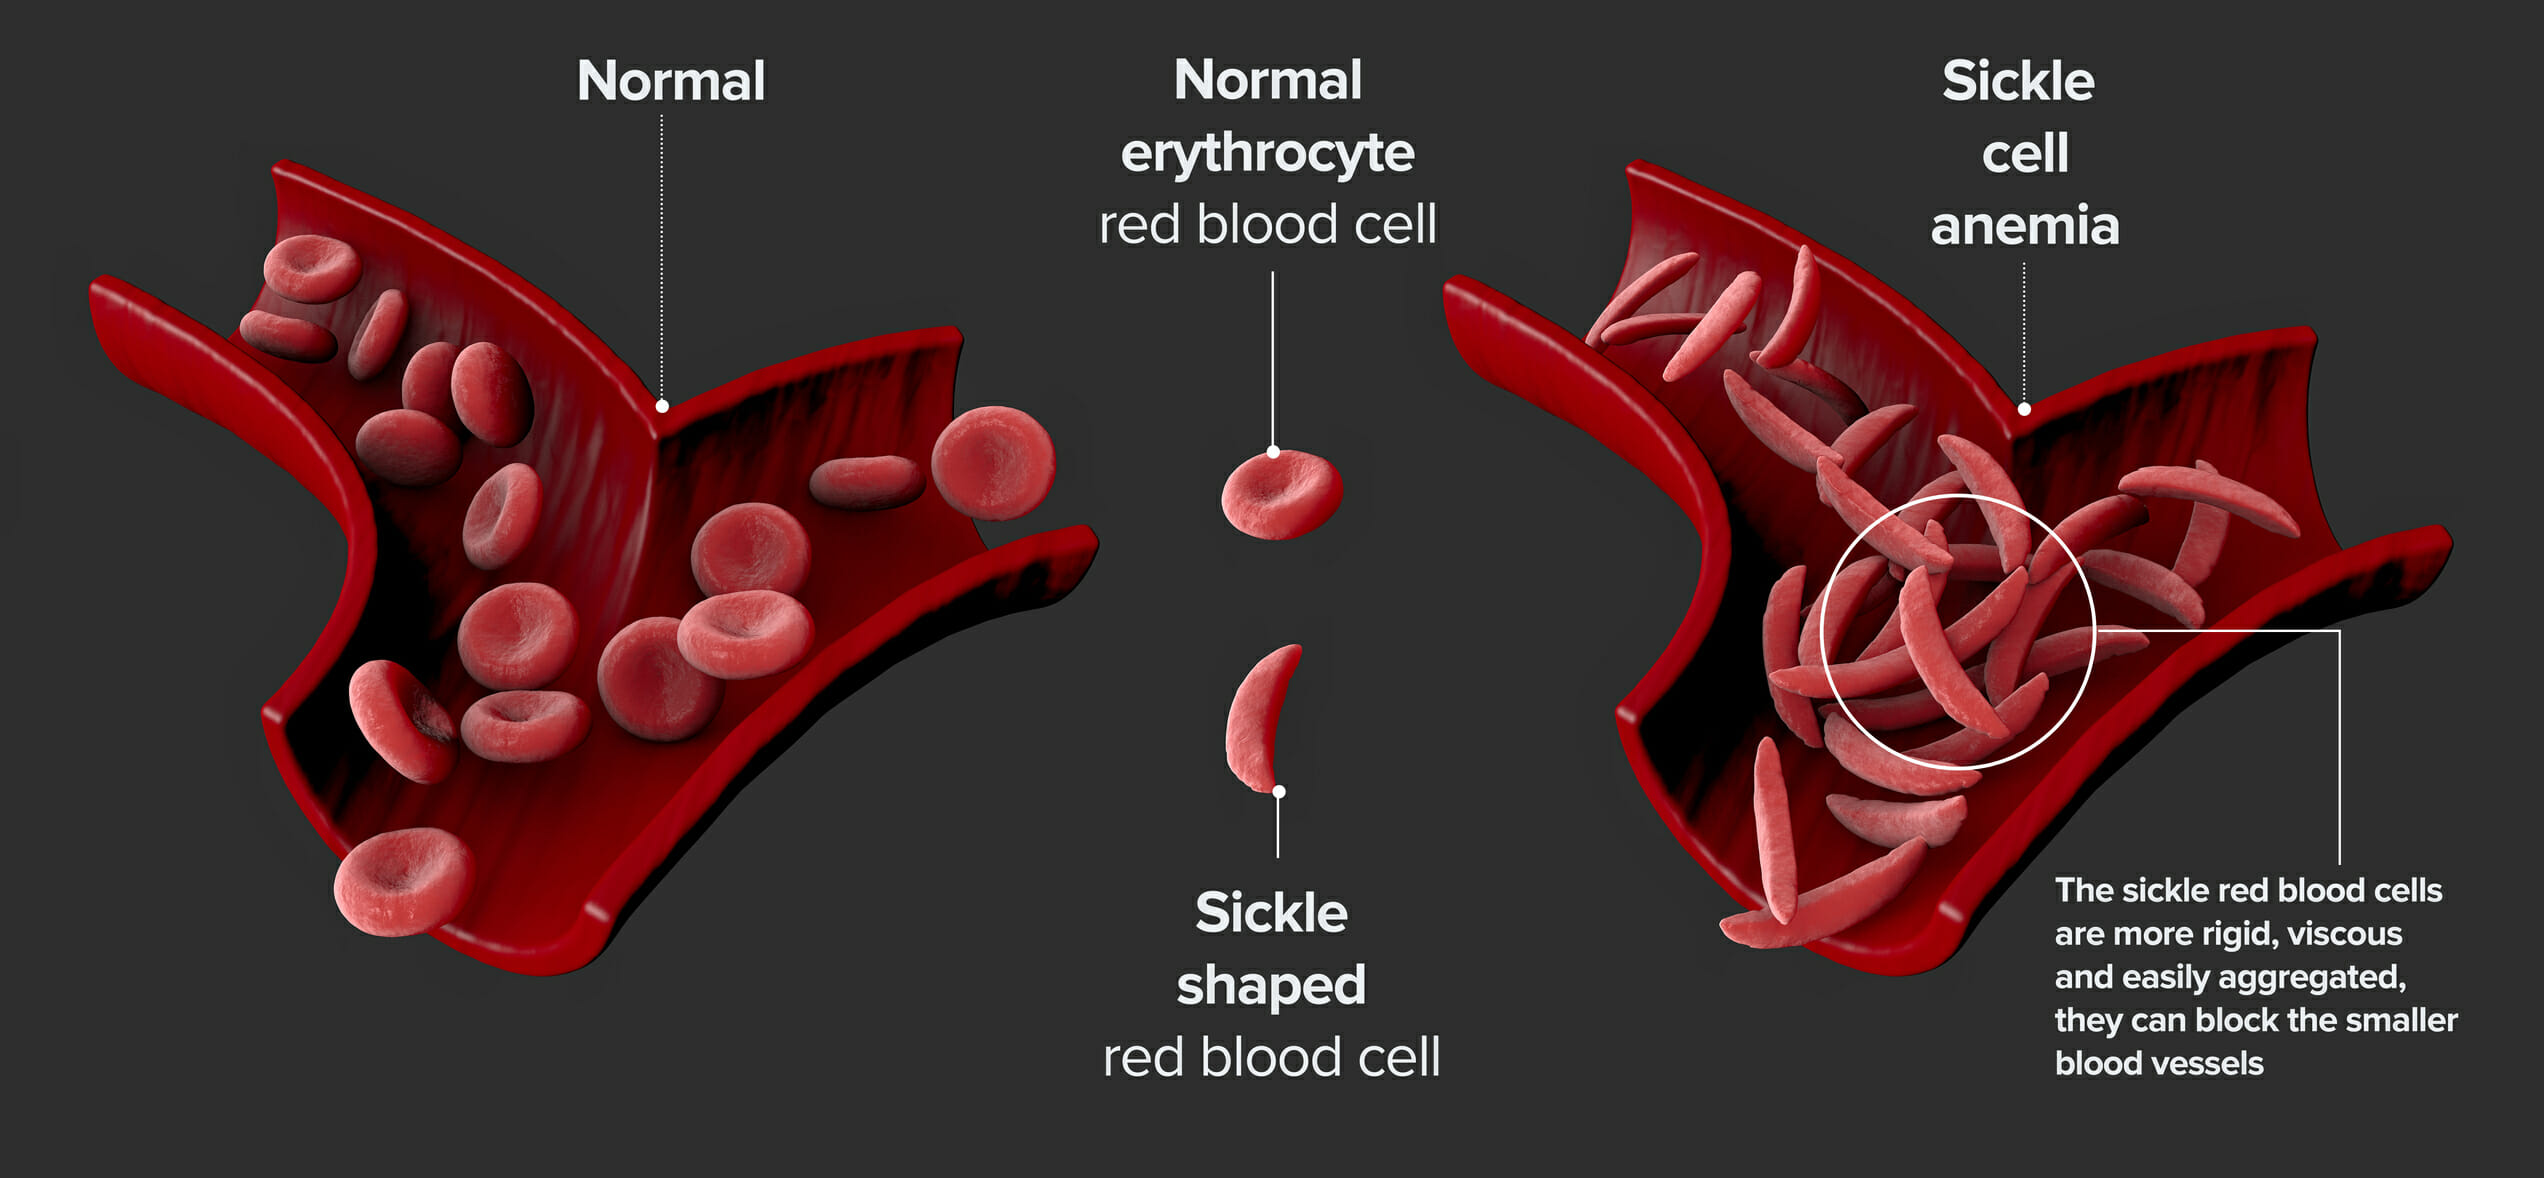 Normal
Normal
erythrocyte
red blood cell
Sickle
shaped
red blood cell
Sickle
cell
anemia
The sickle red blood cells
are more rigid, viscous
and easily aggregated,
they can block the smaller
blood vessels